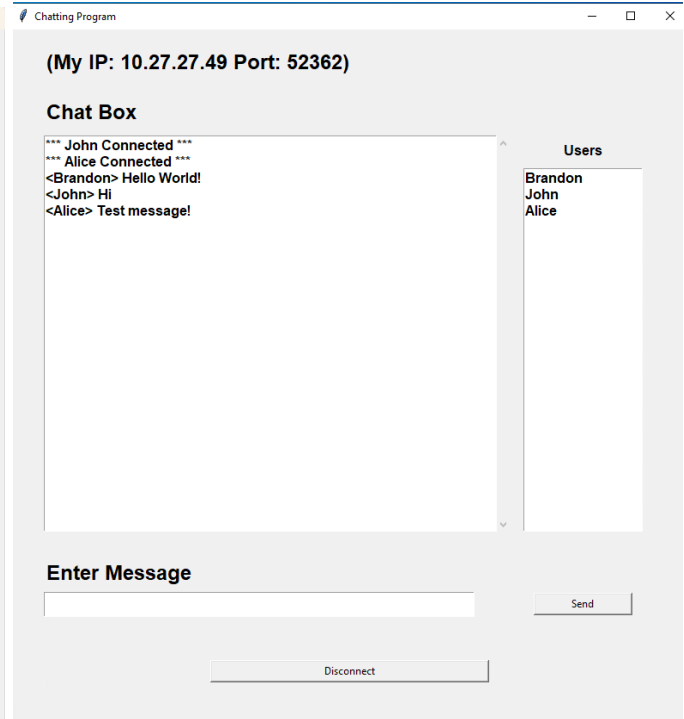 Chatting Program
(My IP: 10.27.27.49 Port: 52362)
Chat Box
*** John Connected ***
*** Alice Connected ***
<Brandon> Hello World!
<John> Hi
<Alice> Test message!
Users
Brandon
John
Alice
Enter Message
Send
Disconnect